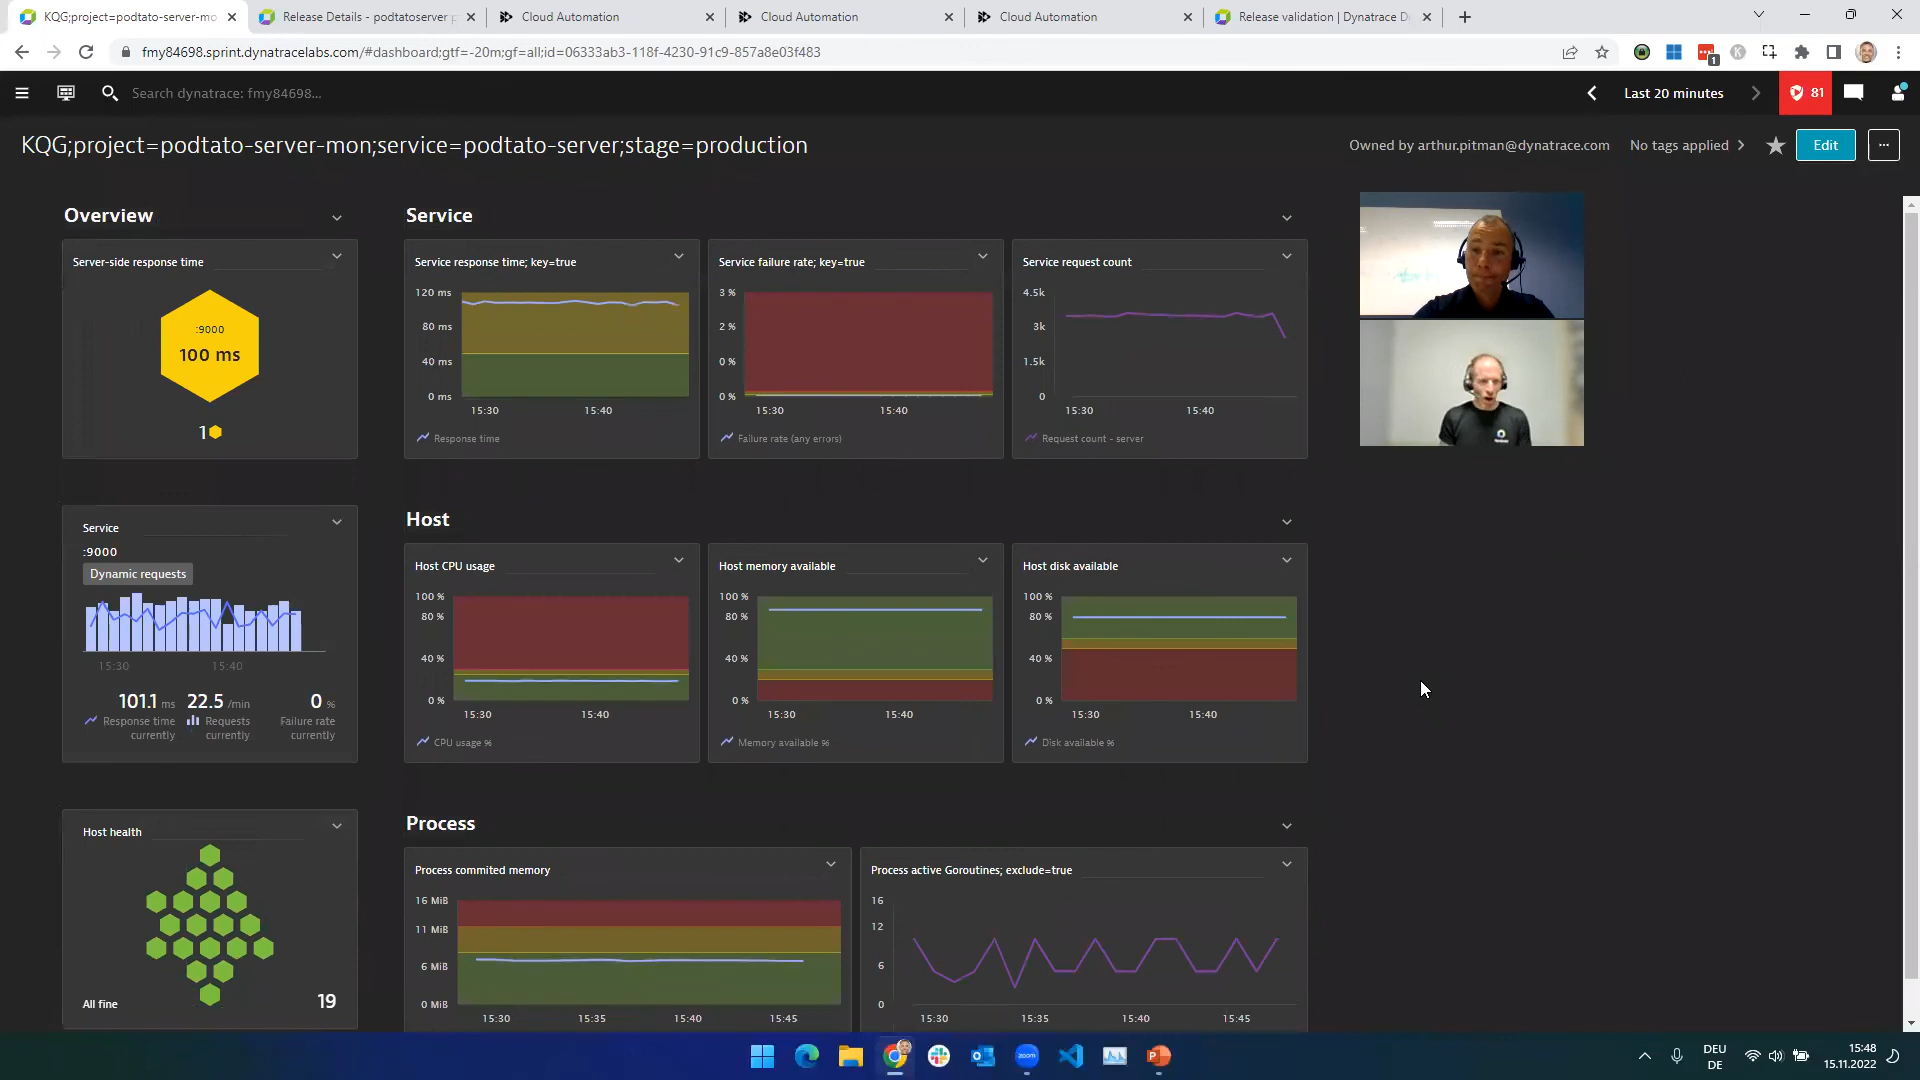 KQG;project=podtato-server-mo
Release Details - podtatoserver p
Cloud Automation
Cloud Automation
Cloud Automation
Release validation | Dynatrace D
fmy84698.sprint.dynatracelabs.com/#dashboard;gtf=-20m;gf=all;id=06333ab3-118f-4230-91c9-857a8e03f483
1
K
Search dynatrace: fmy84698...
Last 20 minutes
81
KQG;project=podtato-server-mon;service=podtato-server;stage=production
Owned by arthur.pitman@dynatrace.com
No tags applied
Edit
...
Overview
Server-side response time
:9000
100 ms
1
Service
Service response time; key=true
120 ms
80 ms
40 ms
0 ms
15:30 15:40
Response time
Service failure rate; key=true
3 %
2 %
0 %
0 %
15:30 15:40
Failure rate (any errors)
Service request count
4.5k
3k
1.5k
0
15:30 15:40
Request count - server
Service
:9000
Dynamic requests
15:30 15:40
101.1 ms 22.5 /min 0 %
Response time Requests Failure rate
currently currently currently
Host
Host CPU usage
100 %
80 %
40 %
0 %
15:30 15:40
CPU usage %
Host memory available
100 %
80 %
40 %
0 %
15:30 15:40
Memory available %
Host disk available
100 %
80 %
40 %
0 %
15:30 15:40
Disk available %
Host health
All fine 19
Process
Process commited memory
16 MiB
11 MiB
6 MiB
0 MiB
15:30 15:35 15:40 15:45
Process active Goroutines; exclude=true
16
12
6
0
15:30 15:35 15:40 15:45
zoom
DEU
DE
15:48
15.11.2022